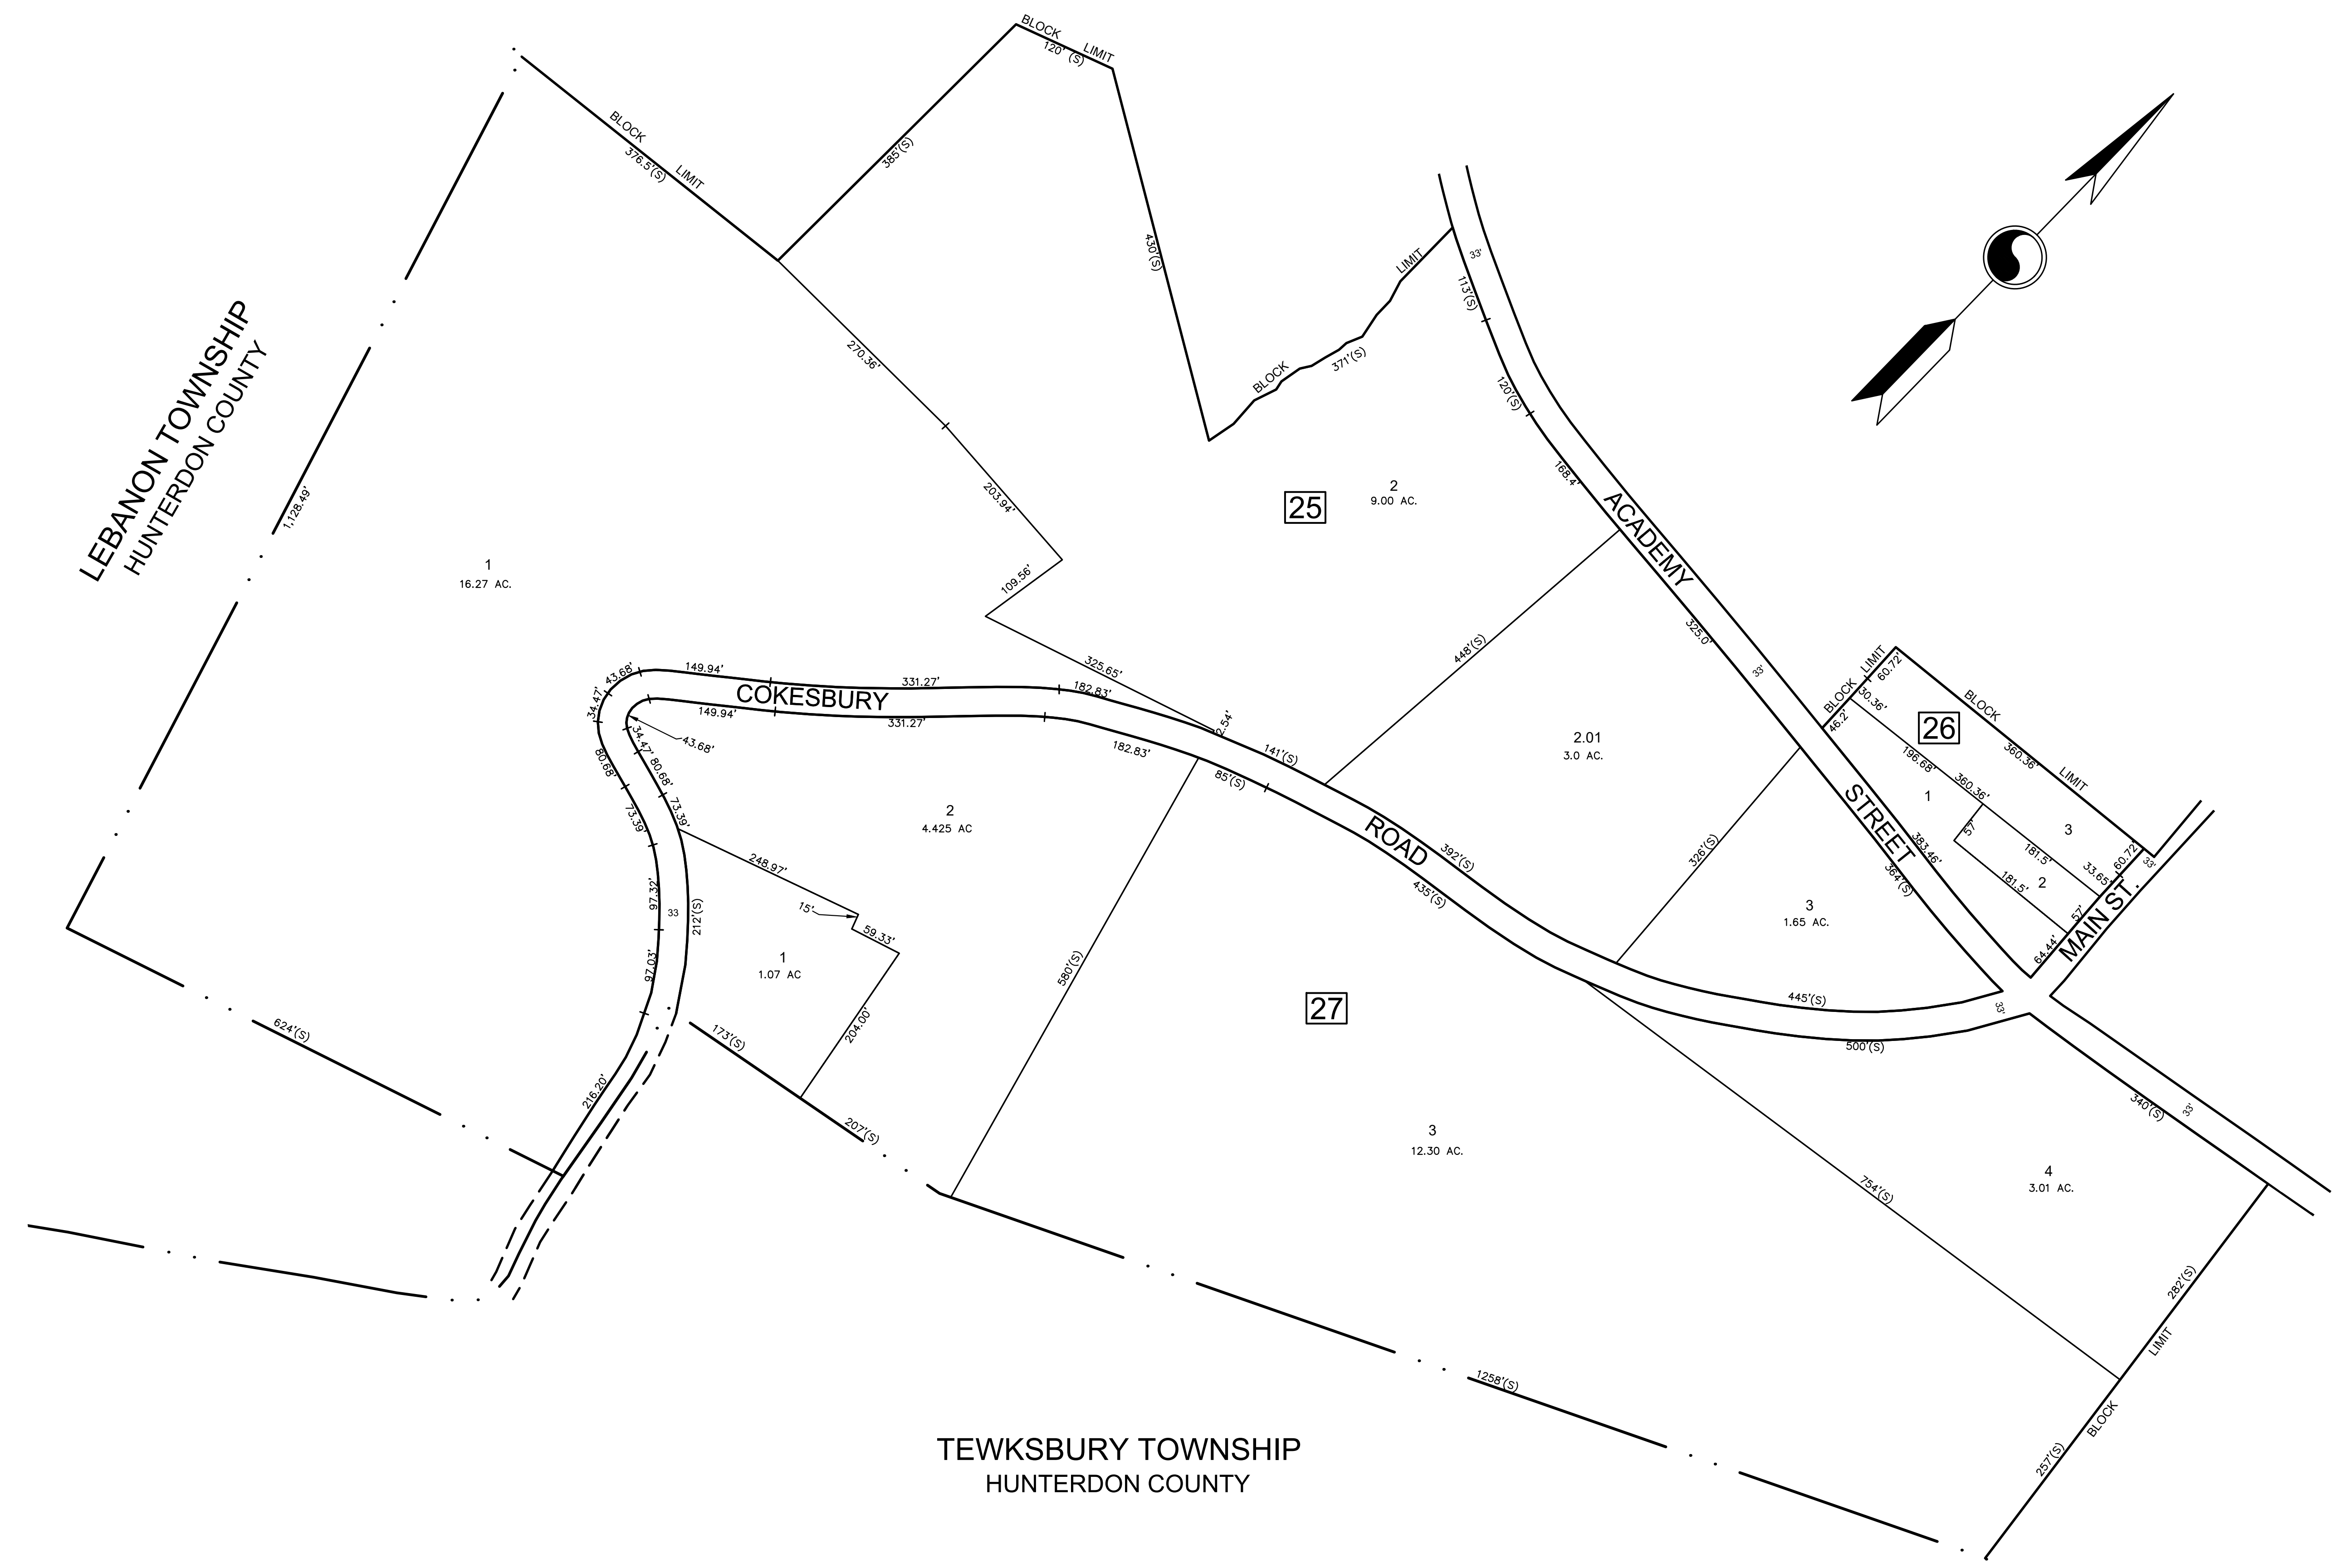 BLOCK LIMIT
120' (S)
BLOCK LIMIT
376.5'(S)
385'(S)
430'(S)
BLOCK LIMIT
371'(S)
33'
113'(S)
120'(S)
168.4'
LEBANON TOWNSHIP
HUNTERDON COUNTY
1,128.49'
270.36'
203.94'
109.56'
325.65'
2.54'
1
16.27 AC.
25
2
9.00 AC.
ACADEMY STREET
448'(S)
325.0'
33'
2.01
3.0 AC.
326'(S)
383.46'
364'(S)
3
1.65 AC.
BLOCK LIMIT
60.72'
30.36'
46.2'
26
BLOCK LIMIT
360.36'
196.68'
360.36'
1
57'
181.5'
3
2
181.5'
33.65'
60.72'
33'
57'
64.44'
MAIN ST.
COKESBURY ROAD
34.47'
43.68'
149.94'
331.27'
182.83'
141'(S)
392'(S)
445'(S)
33'
149.94'
331.27'
182.83'
85'(S)
435'(S)
500'(S)
43.68'
34.47'
80.68'
73.39'
80.68'
73.39'
97.32'
33
212'(S)
97.03'
216.20'
624'(S)
2
4.425 AC
248.97'
15'
59.33'
1
1.07 AC
204.00'
173'(S)
207'(S)
580'(S)
27
3
12.30 AC.
754'(S)
4
3.01 AC.
340'(S)
33'
282'(S)
BLOCK LIMIT
257'(S)
1258'(S)
TEWKSBURY TOWNSHIP
HUNTERDON COUNTY